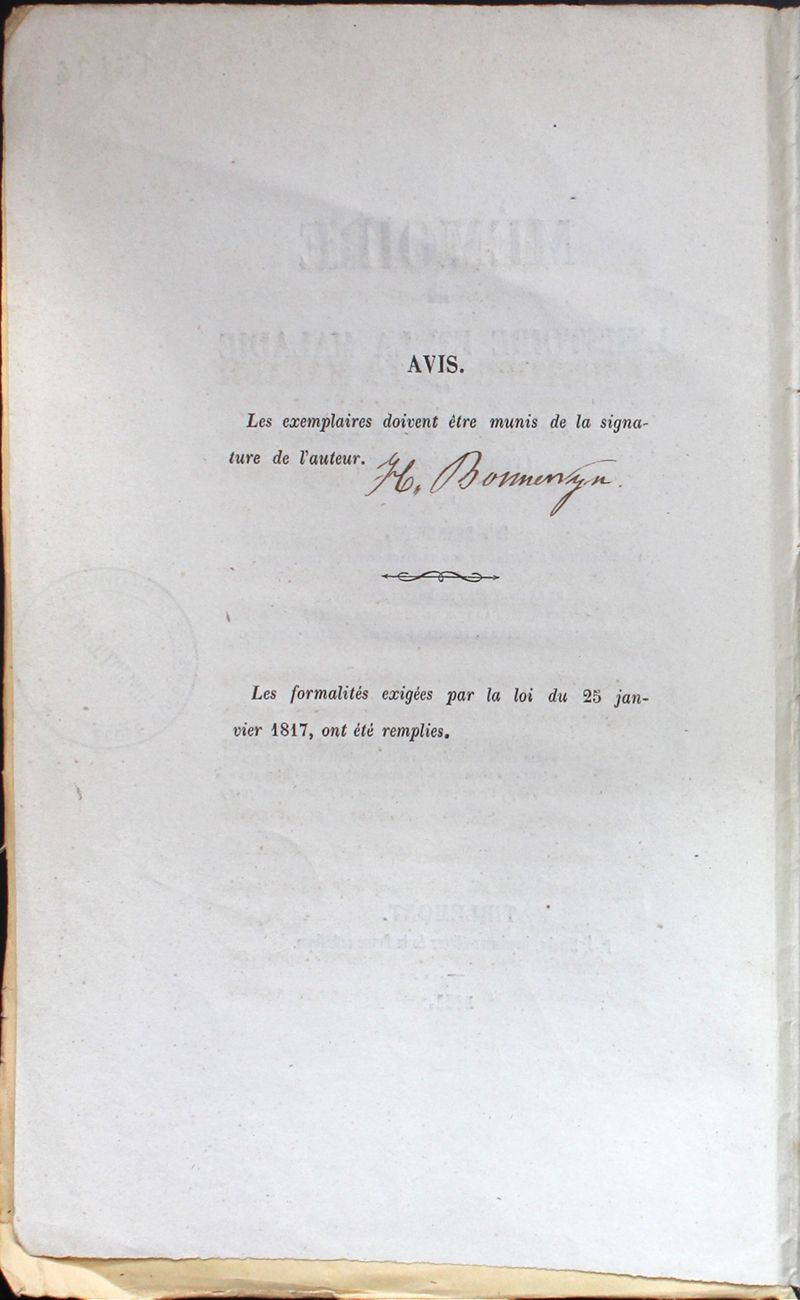 AVIS.
Les exemplaires doivent être munis de la signa-
ture de l'auteur. H. Bonnewyn.
Les formalités exigées par la loi du 25 jan-
vier 1817, ont été remplies.